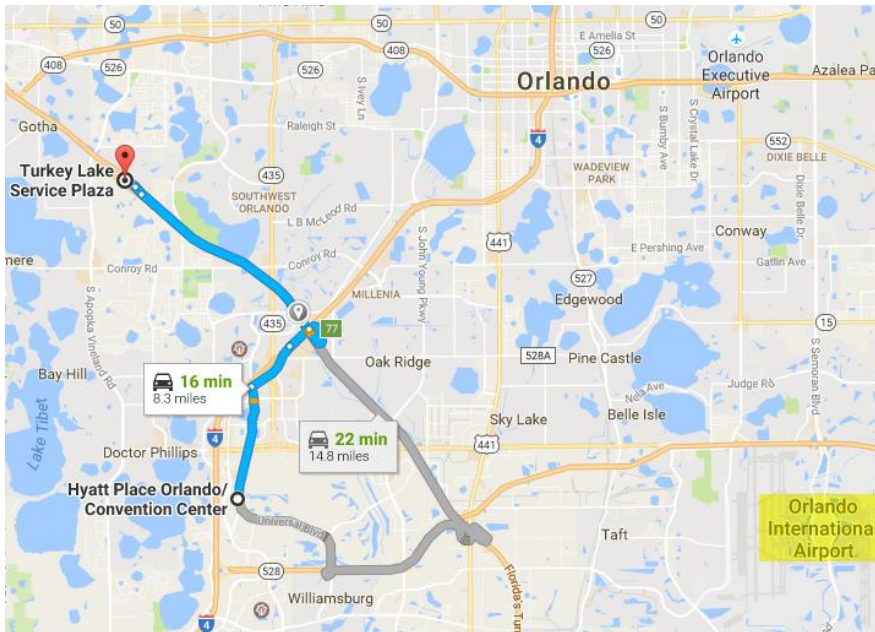 50
50
50
408
E Amelia St
526
Orlando
Executive
Airport
408
526
526
Orlando
Azalea Pa
Gotha
S Ivey Ln
Raleigh St
4
S Bumby Ave
S Crystal Lake Dr
552
DIXIE BELLE
Turkey Lake
Service Plaza
435
SOUTHWEST
ORLANDO
WADEVIEW
PARK
Dixie Belle Dr
L B McLeod Rd
S John Young Pkwy
441
Conway
E Pershing Ave
mere
Conroy Rd
Conroy Rd
Gatlin Ave
527
MILLENIA
Edgewood
S Apopka Vineland Rd
435
77
15
Oak Ridge
528A
Pine Castle
S Semoran Blvd
Bay Hill
16 min
8.3 miles
Nela Ave
Judge Rd
Belle Isle
Sky Lake
Lake Tibet
4
22 min
14.8 miles
441
Doctor Phillips
Hyatt Place Orlando/
Convention Center
Universal Blvd
Orlando
Internationa
Airport
Taft
528
Florida's Turn
Williamsburg
4